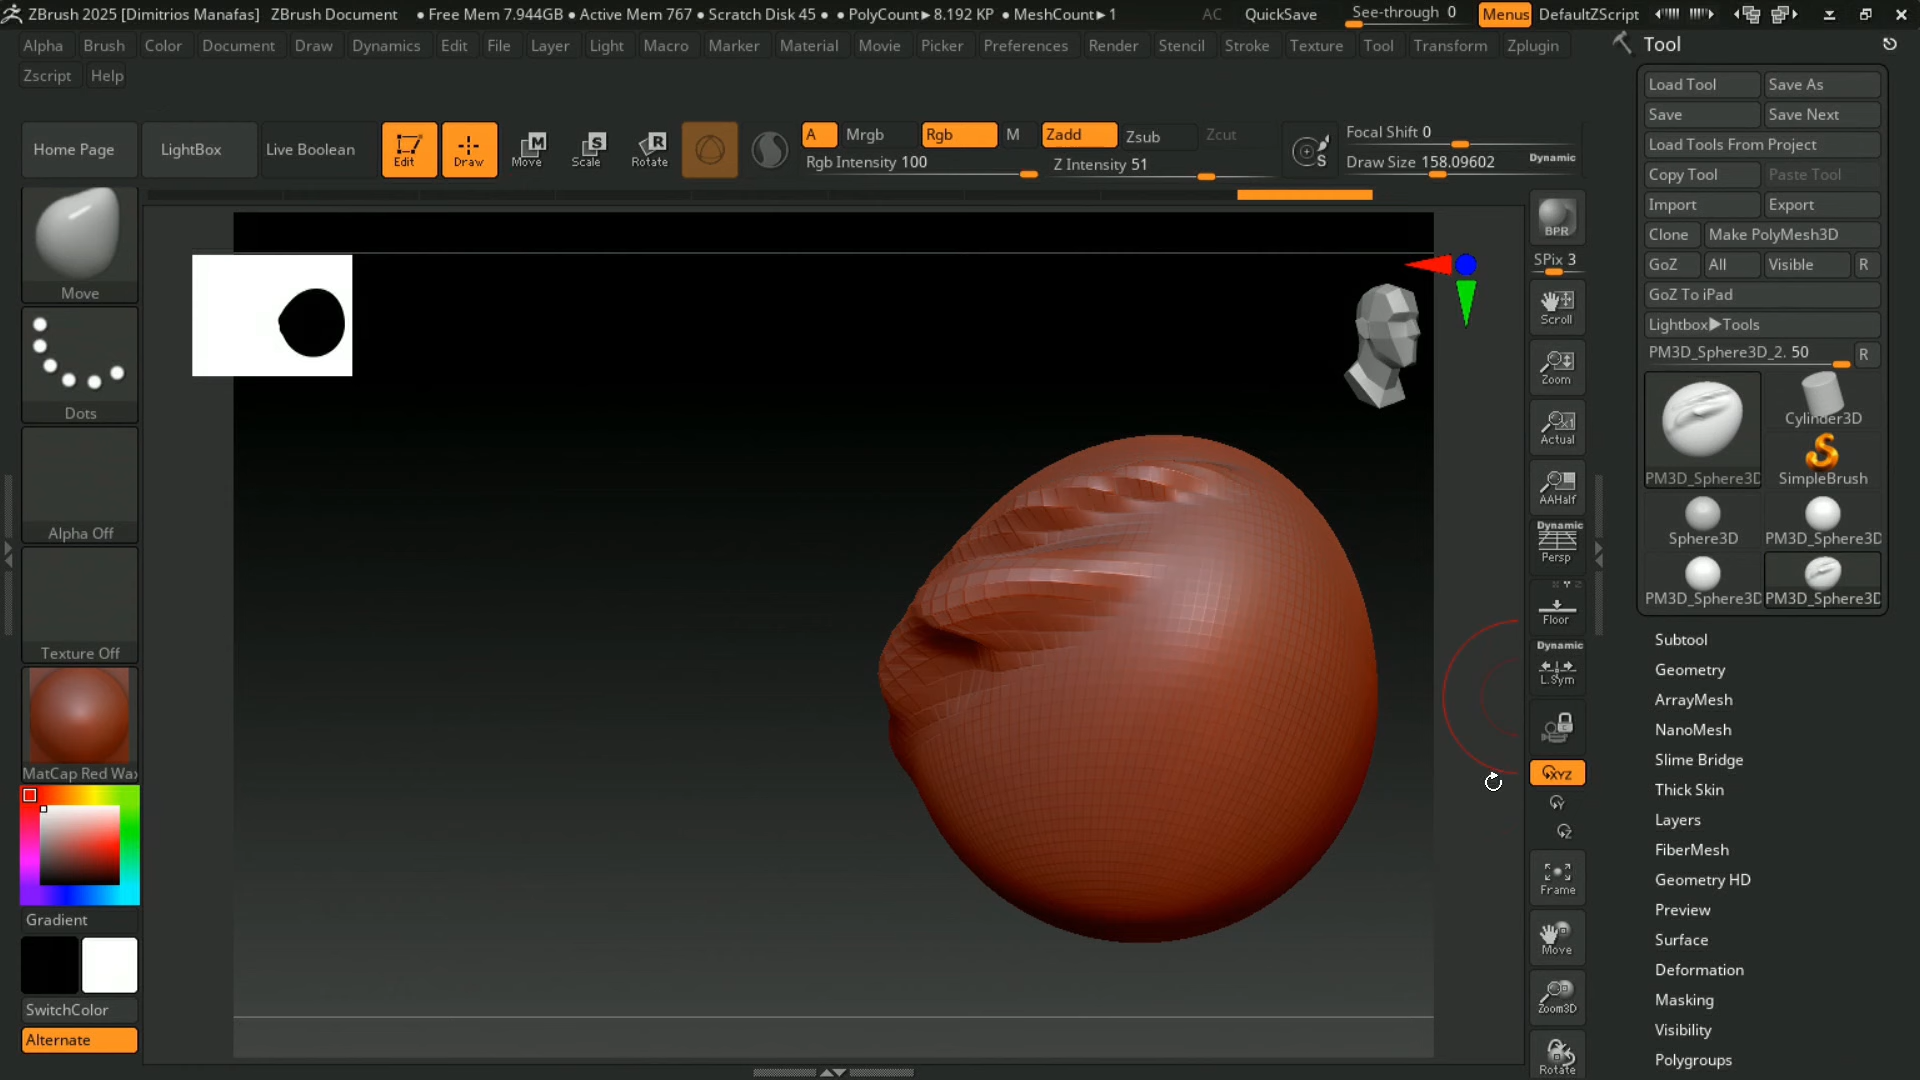 ZBrush 2025 [Dimitrios Manafas] ZBrush Document • Free Mem 7.944GB • Active Mem 767 • Scratch Disk 45 • • PolyCount▶8.192 KP • MeshCount▶1 AC QuickSave See-through 0 Menus DefaultZScript
Alpha Brush Color Document Draw Dynamics Edit File Layer Light Macro Marker Material Movie Picker Preferences Render Stencil Stroke Texture Tool Transform Zplugin
Zscript Help
Home Page LightBox Live Boolean Edit Draw Move Scale Rotate A Mrgb Rgb M Zadd Zsub Zcut Focal Shift 0
Rgb Intensity 100 Z Intensity 51 Draw Size 158.09602 Dynamic
M S R S
Move
Dots
Alpha Off
Texture Off
MatCap Red Wax
Gradient
SwitchColor
Alternate
BPR
SPix 3
Scroll
Zoom
Actual
AAHalf
Dynamic
Persp
Floor
Dynamic
L.Sym
XYZ
Y
Z
Frame
Move
Zoom3D
Rotate
Tool
Load Tool Save As
Save Save Next
Load Tools From Project
Copy Tool Paste Tool
Import Export
Clone Make PolyMesh3D
GoZ All Visible R
GoZ To iPad
Lightbox▶Tools
PM3D_Sphere3D_2. 50 R
Cylinder3D
PM3D_Sphere3D SimpleBrush
Sphere3D PM3D_Sphere3D
PM3D_Sphere3D PM3D_Sphere3D
Subtool
Geometry
ArrayMesh
NanoMesh
Slime Bridge
Thick Skin
Layers
FiberMesh
Geometry HD
Preview
Surface
Deformation
Masking
Visibility
Polygroups